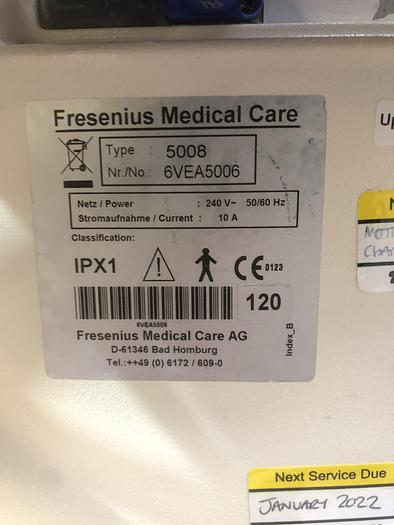 Fresenius Medical Care
Type : 5008
Nr./No.: 6VEA5006
Netz / Power : 240 V~ 50/60 Hz
Stromaufnahme / Current : 10 A
Classification:
IPX1 CE 0123
120
6VEA5006
Fresenius Medical Care AG
D-61346 Bad Homburg
Tel.:++49 (0) 6172 / 609-0
Index_B
Up
N
Next Service Due
JANUARY 2022